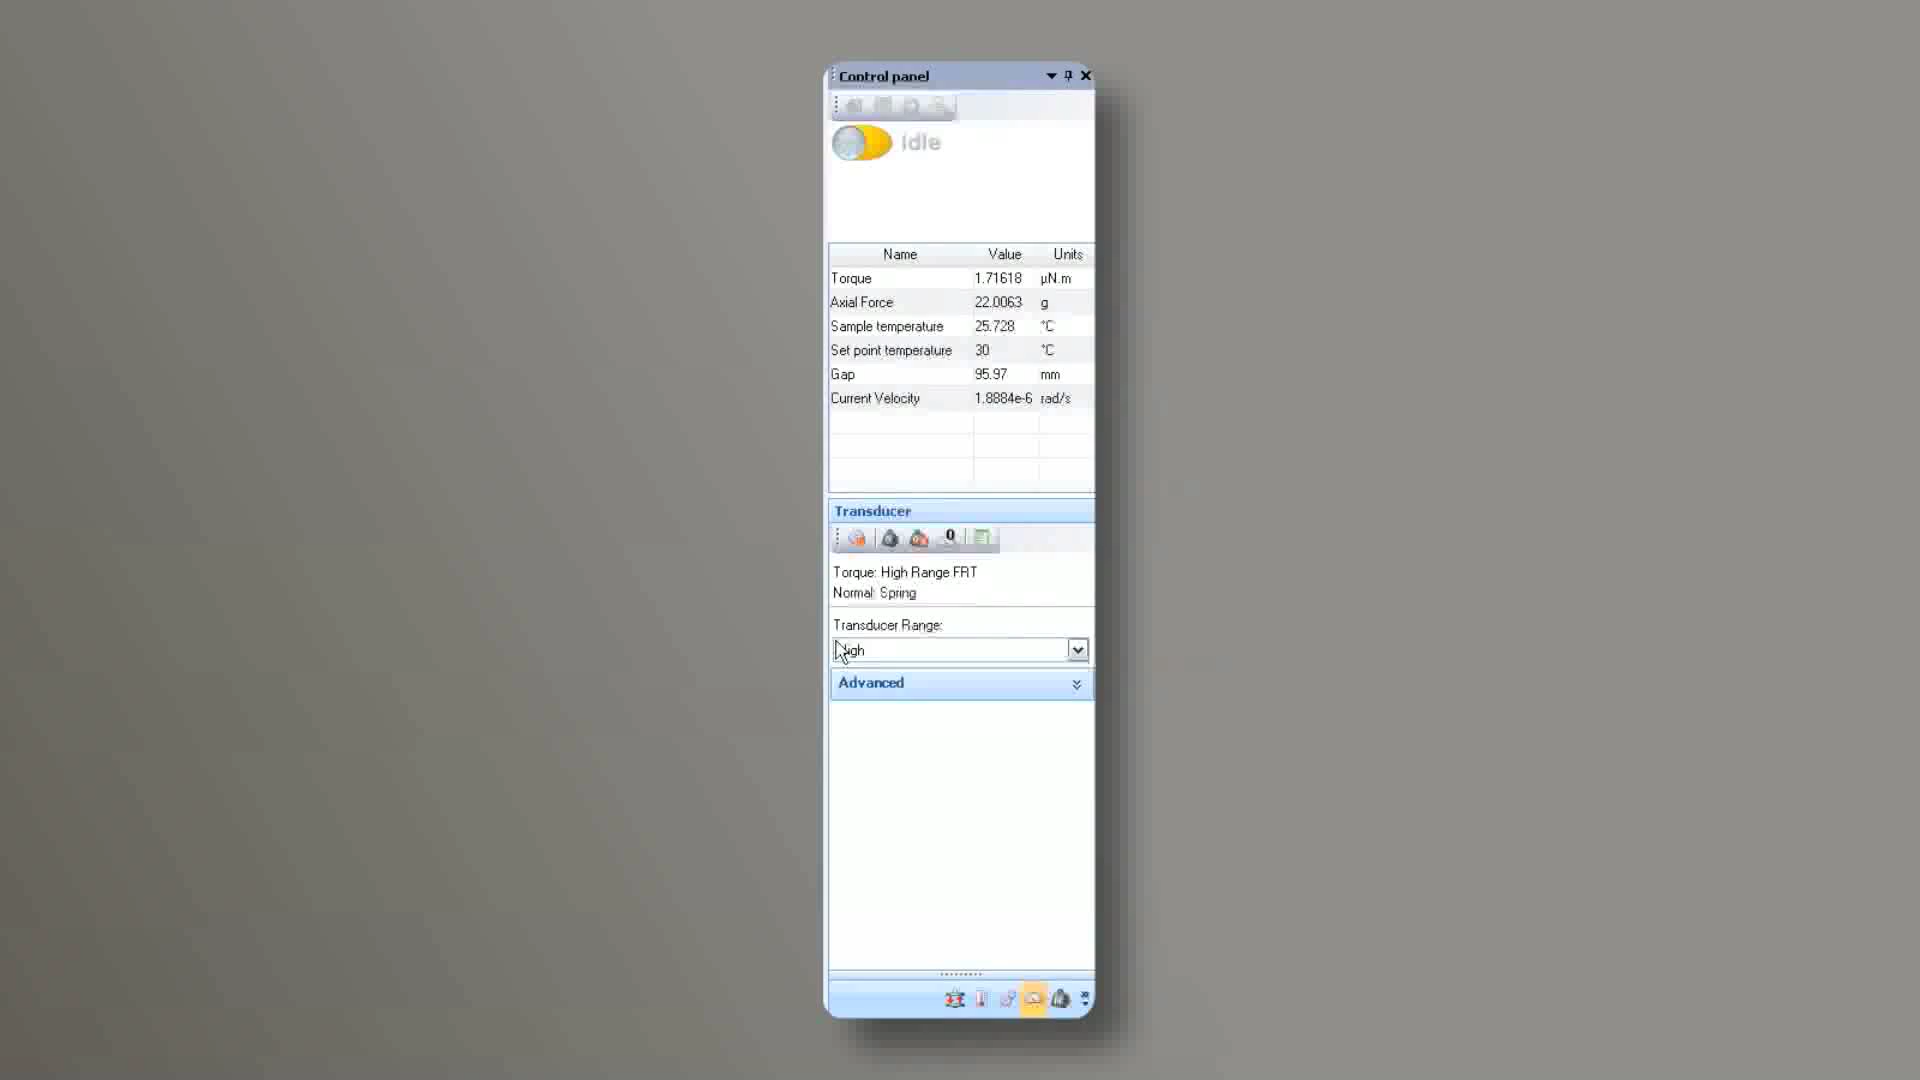 Control panel
idle
Name Value Units
Torque 1.71618 µN.m
Axial Force 22.0063 g
Sample temperature 25.728 °C
Set point temperature 30 °C
Gap 95.97 mm
Current Velocity 1.8884e-6 rad/s
Transducer
0
Torque: High Range FRT
Normal: Spring
Transducer Range:
High
Advanced